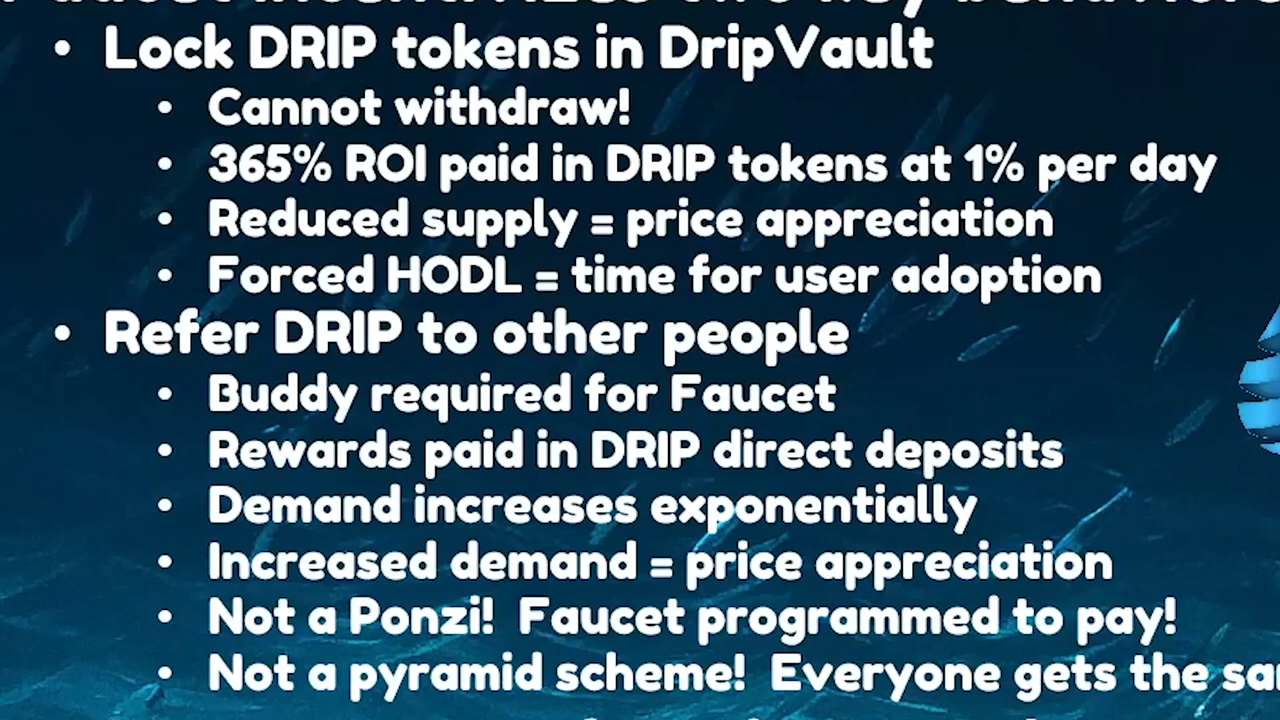 • Lock DRIP tokens in DripVault
• Cannot withdraw!
• 365% ROI paid in DRIP tokens at 1% per day
• Reduced supply = price appreciation
• Forced HODL = time for user adoption
• Refer DRIP to other people
• Buddy required for Faucet
• Rewards paid in DRIP direct deposits
• Demand increases exponentially
• Increased demand = price appreciation
• Not a Ponzi! Faucet programmed to pay!
• Not a pyramid scheme! Everyone gets the